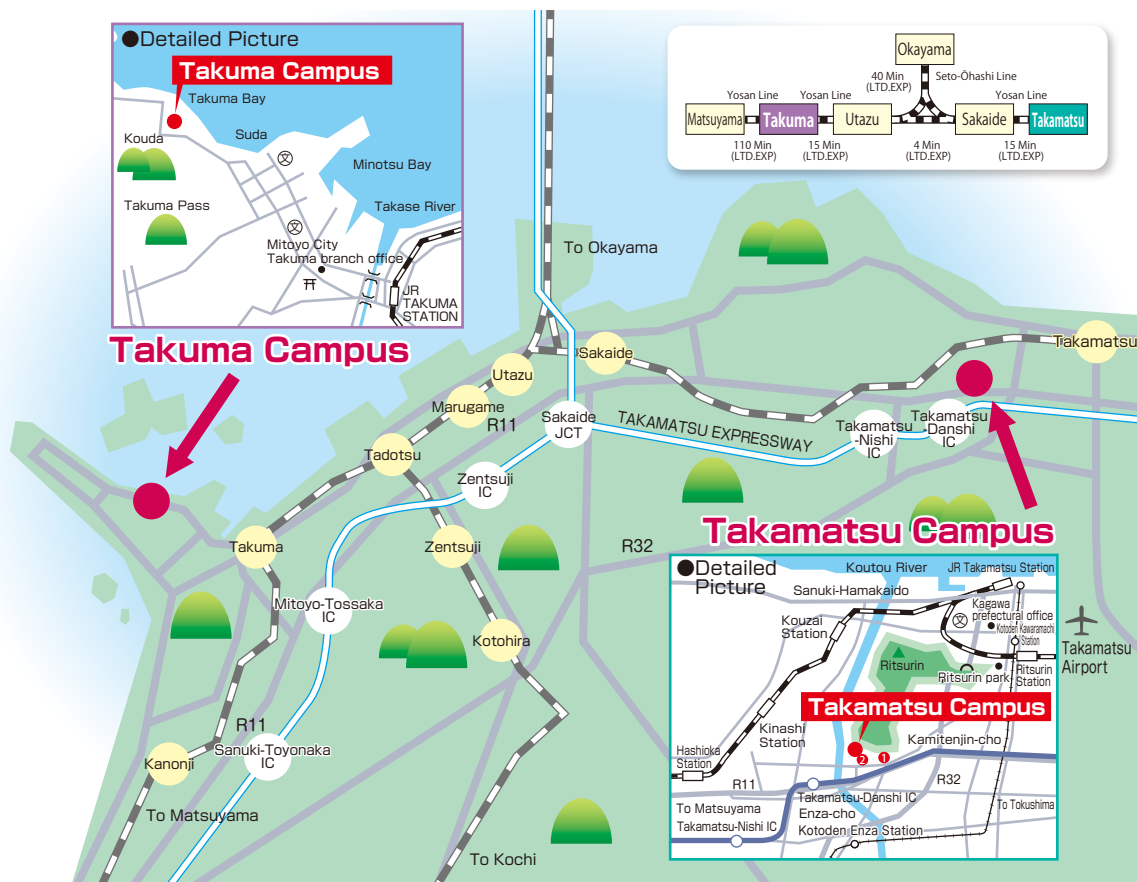 ●Detailed Picture
Takuma Campus
Takuma Bay
Kouda
Suda
文
Minotsu Bay
Takuma Pass
Takase River
文
Mitoyo City
Takuma branch office
JR
TAKUMA
STATION
Takuma Campus
Okayama
40 Min
(LTD.EXP)
Seto-Ōhashi Line
Yosan Line
Yosan Line
Yosan Line
Matsuyama
Takuma
Utazu
Sakaide
Takamatsu
110 Min
(LTD.EXP)
15 Min
(LTD.EXP)
4 Min
(LTD.EXP)
15 Min
(LTD.EXP)
To Okayama
Sakaide
Takamatsu
Utazu
Marugame
R11
Sakaide
JCT
TAKAMATSU EXPRESSWAY
Takamatsu
-Nishi
IC
Takamatsu
-Danshi
IC
Tadotsu
Zentsuji
IC
Takuma
Zentsuji
R32
Mitoyo-Tossaka
IC
Kotohira
R11
Sanuki-Toyonaka
IC
Kanonji
To Matsuyama
To Kochi
Takamatsu
Airport
Takamatsu Campus
●Detailed
Picture
Koutou River
JR Takamatsu Station
Sanuki-Hamakaido
Kouzai
Station
文
Kagawa
prefectural office
Kotoden Kawaramachi
Station
Ritsurin
Ritsurin park
Ritsurin
Station
Takamatsu Campus
Kinashi
Station
Kamitenjin-cho
Hashioka
Station
2
1
R11
R32
Takamatsu-Danshi IC
To Matsuyama
Enza-cho
To Tokushima
Takamatsu-Nishi IC
Kotoden Enza Station